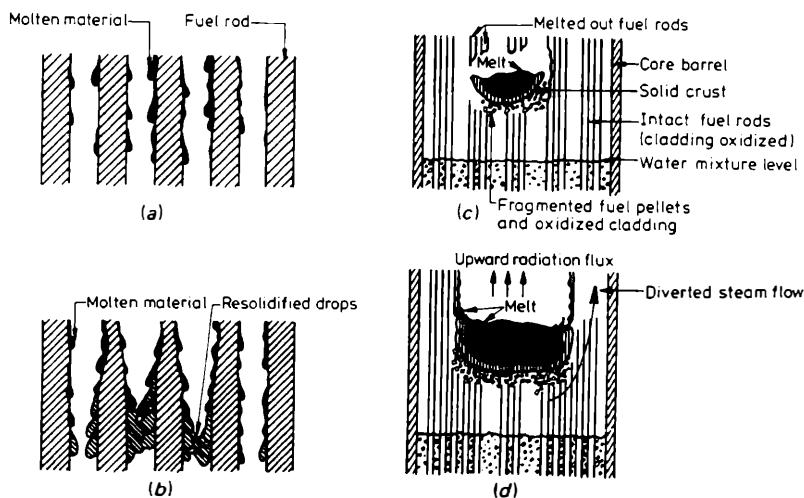 Molten material
Fuel rod
(a)
Molten material
Resolidified drops
(b)
Melted out fuel rods
Melt
Core barrel
Solid crust
Intact fuel rods
(cladding oxidized)
Water mixture level
(c)
Fragmented fuel pellets
and oxidized cladding
Upward radiation flux
Melt
Diverted steam flow
(d)